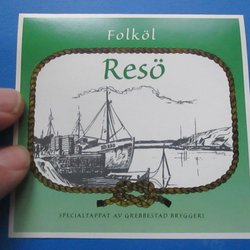 Folköl
Resö
SPECIALTAPPAT AV GREBBESTAD BRYGGERI